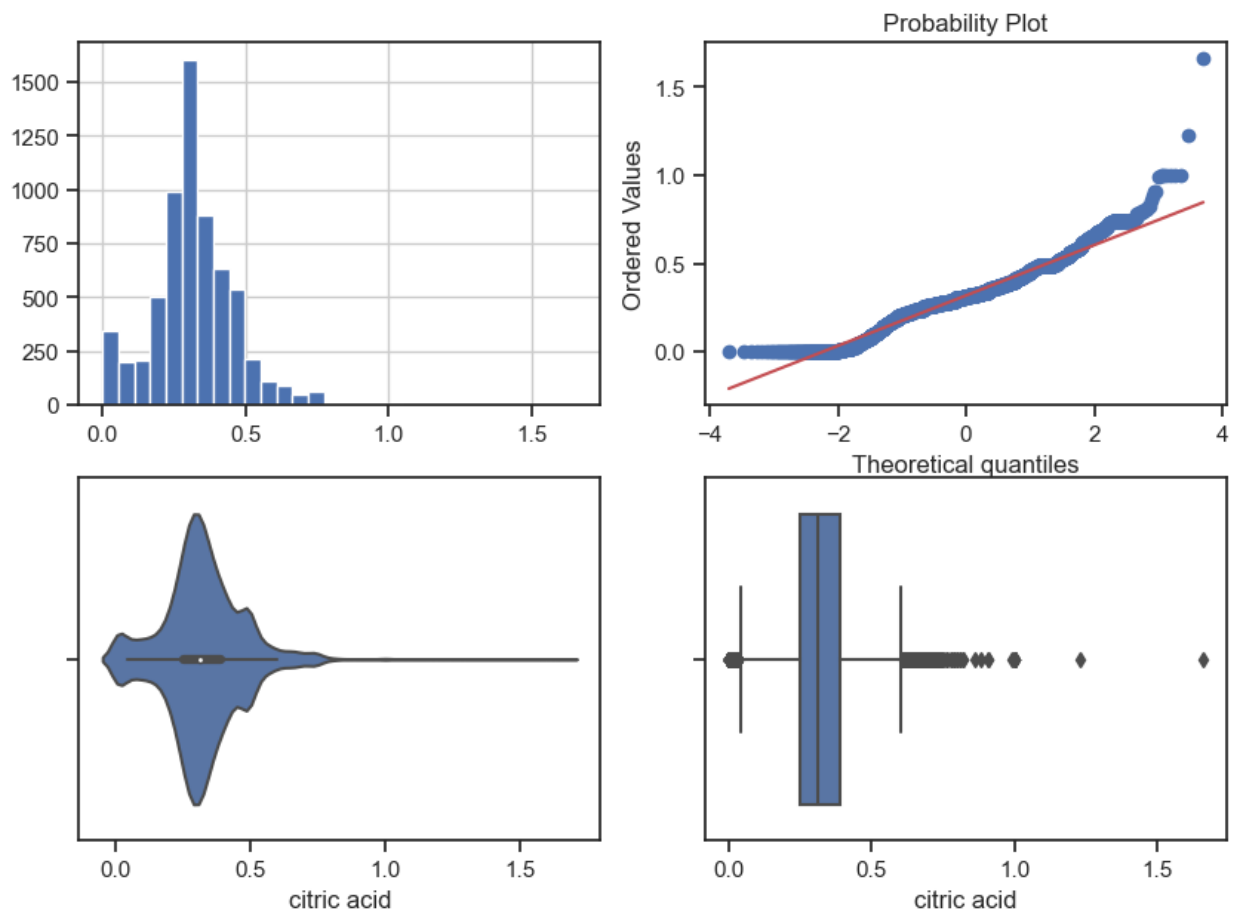 1500
1250
1000
750
500
250
0
0.0 0.5 1.0 1.5
Probability Plot
Ordered Values
1.5
1.0
0.5
0.0
−4 −2 0 2 4
Theoretical quantiles
0.0 0.5 1.0 1.5
citric acid
0.0 0.5 1.0 1.5
citric acid